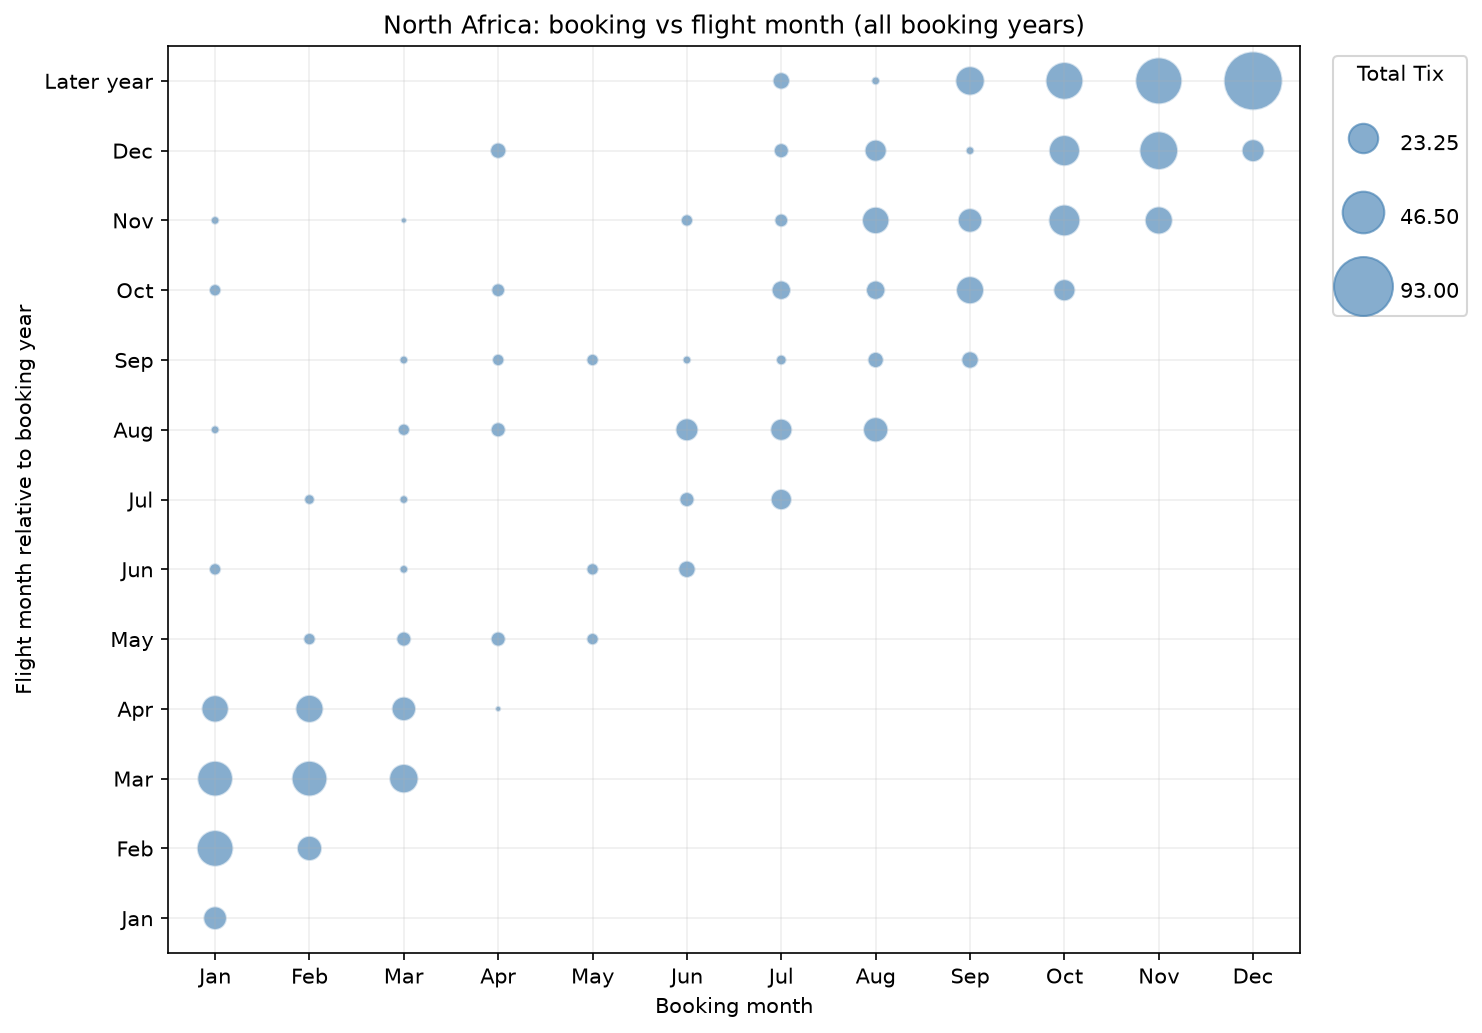 North Africa: booking vs flight month (all booking years)
Total Tix
23.25
46.50
93.00
Flight month relative to booking year
Later year
Dec
Nov
Oct
Sep
Aug
Jul
Jun
May
Apr
Mar
Feb
Jan
Jan Feb Mar Apr May Jun Jul Aug Sep Oct Nov Dec
Booking month